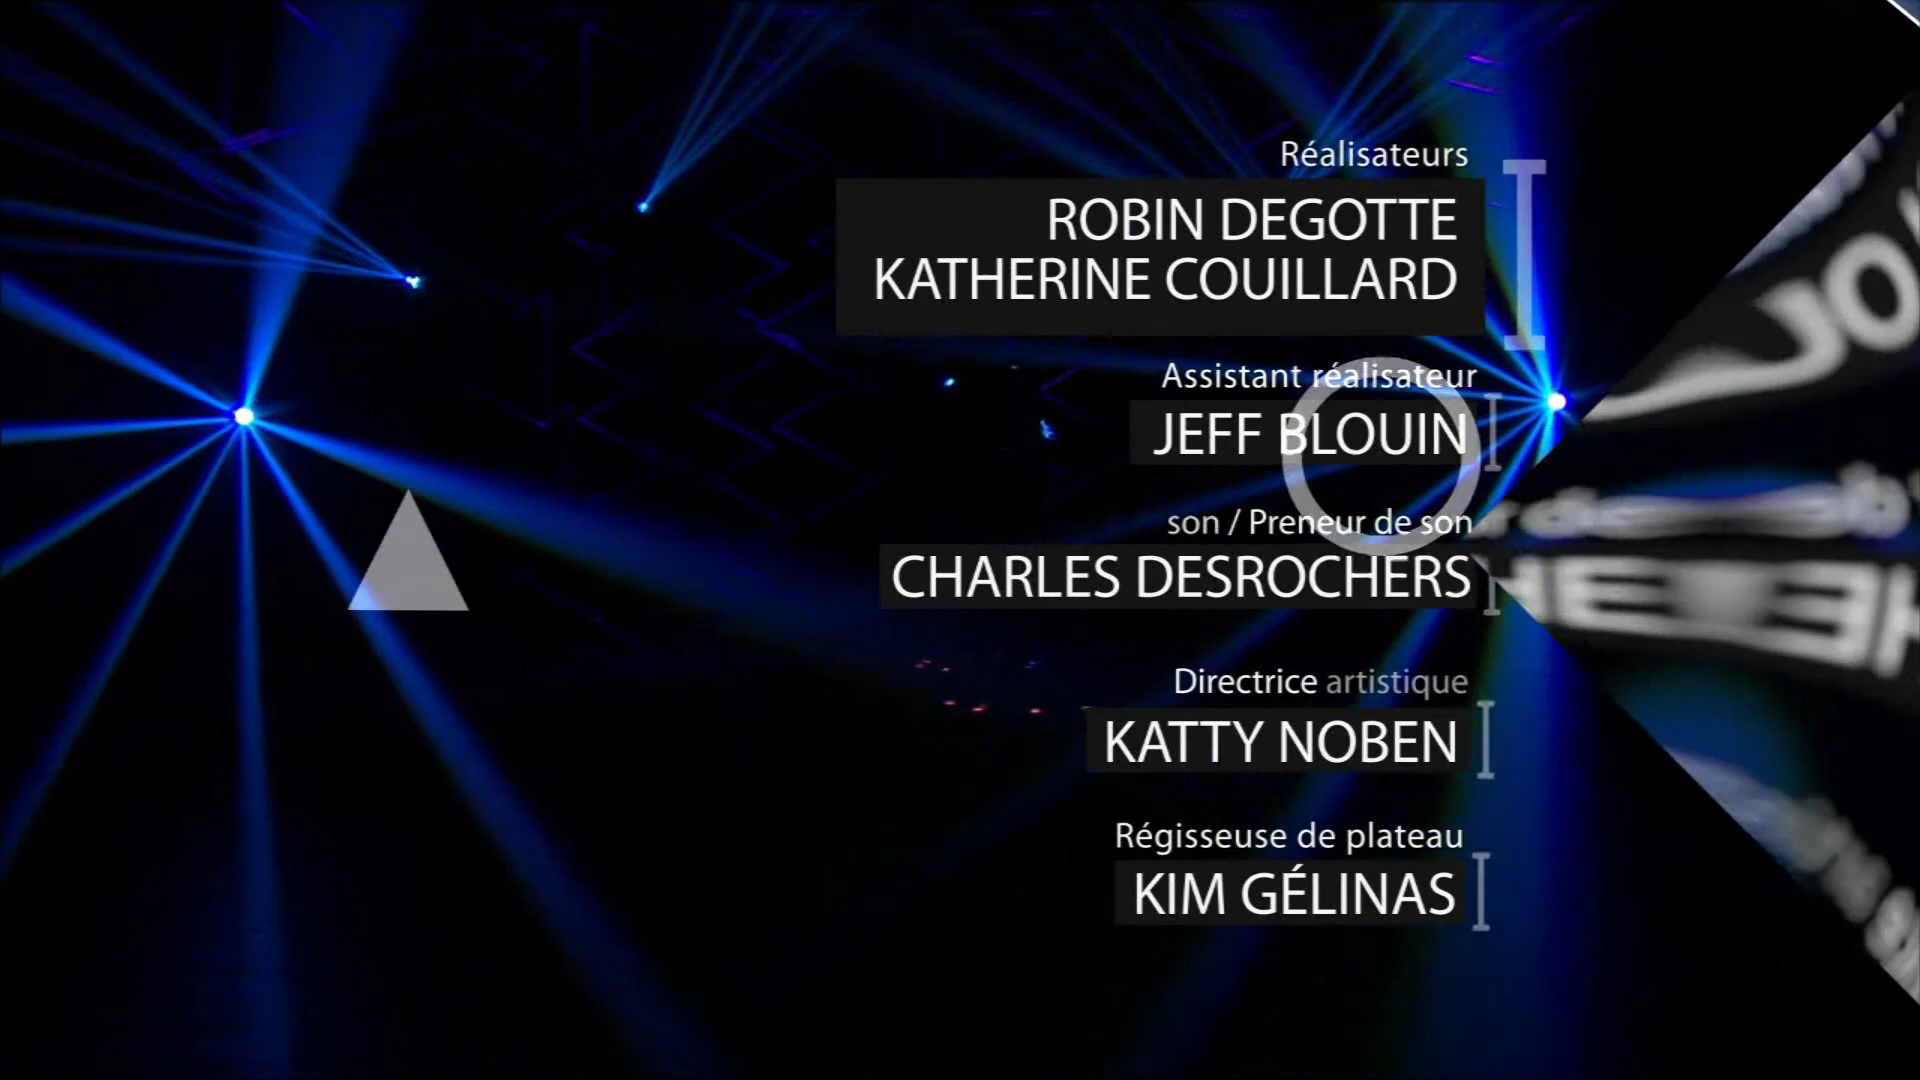 Réalisateurs
ROBIN DEGOTTE
KATHERINE COUILLARD
Assistant réalisateur
JEFF BLOUIN
son / Preneur de son
CHARLES DESROCHERS
Directrice artistique
KATTY NOBEN
Régisseuse de plateau
KIM GÉLINAS